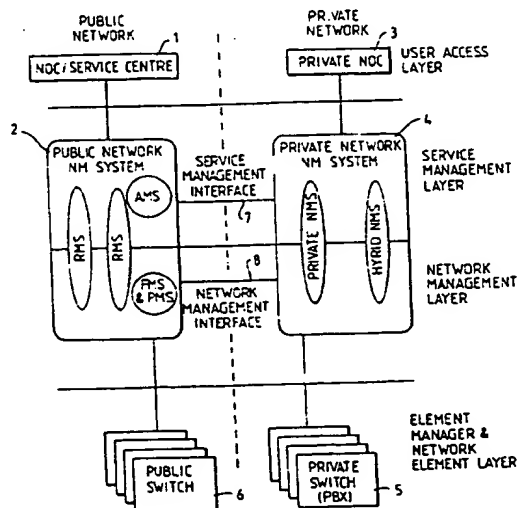 PUBLIC
NETWORK
PR.VATE
NETWORK
1
3
NOC/SERVICE CENTRE
PRIVATE NOC
USER ACCESS
LAYER
2
4
PUBLIC NETWORK
NM SYSTEM
SERVICE
MANAGEMENT
INTERFACE
PRIVATE NETWORK
NM SYSTEM
SERVICE
MANAGEMENT
LAYER
AMS
7
RMS
RMS
PRIVATE NMS
HYRID NMS
8
FMS
& PMS
NETWORK
MANAGEMENT
INTERFACE
NETWORK
MANAGEMENT
LAYER
PUBLIC
SWITCH
6
PRIVATE
SWITCH
(PBX)
5
ELEMENT
MANAGER &
NETWORK
ELEMENT LAYER